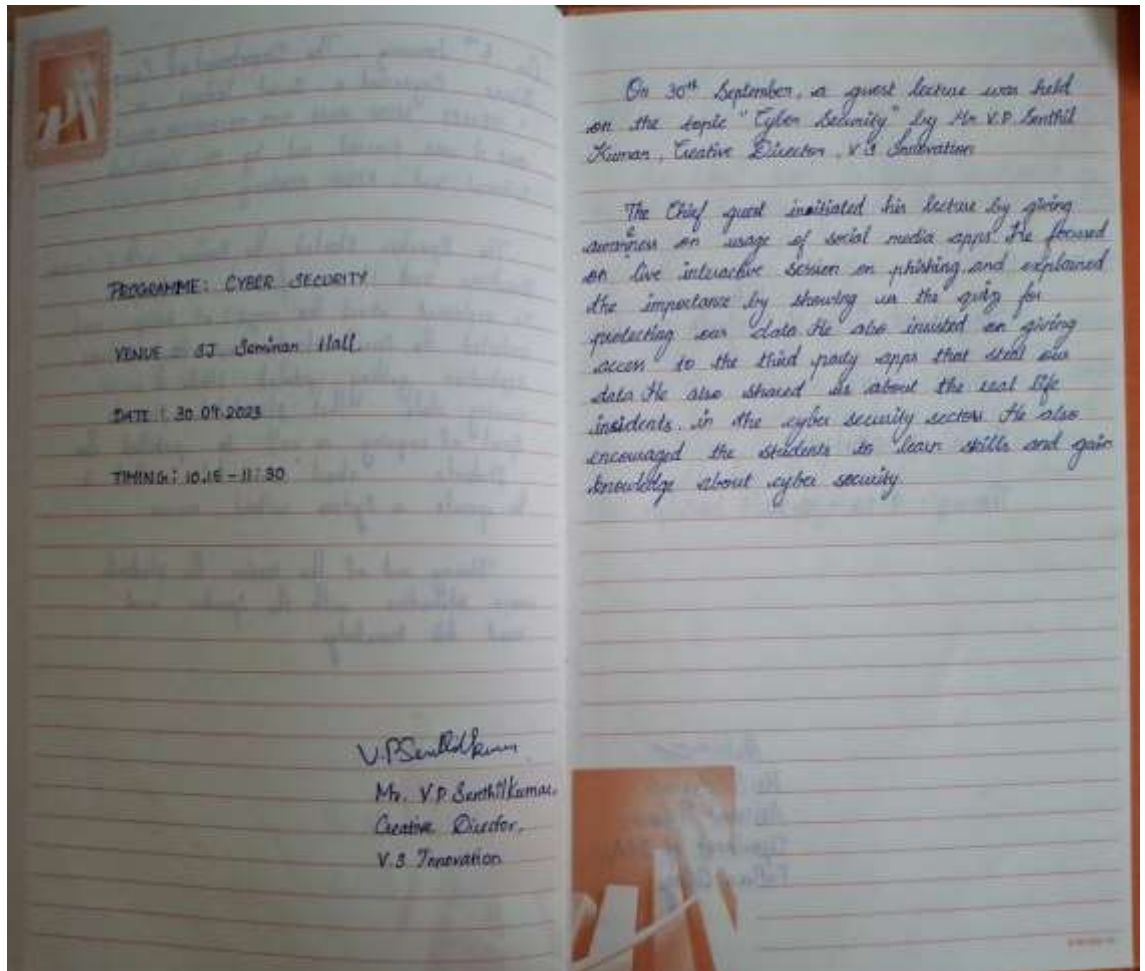 PROGRAMME: CYBER SECURITY
VENUE : SJ Seminar Hall.
DATE : 30.09.2023
TIMING: 10.15 - 11:30
V.P.Senthilkumar
Mr. V.P. SenthilKumar,
Creative Director,
V.S Innovation
On 30th September, a guest lecture was held
on the topic "Cyber Security" by Mr V.P. Senthil
Kumar, Creative Director, V.S Innovation
The Chief guest initiated his lecture by giving
awareness on usage of social media apps. He focused
on live interactive session on phishing and explained
the importance by showing us the quiz for
protecting our data. He also insisted on giving
access to the third party apps that steal our
data. He also shared us about the real life
insidents in the cyber security sectors. He also
encouraged the students to learn skills and gain
knowledge about cyber security.